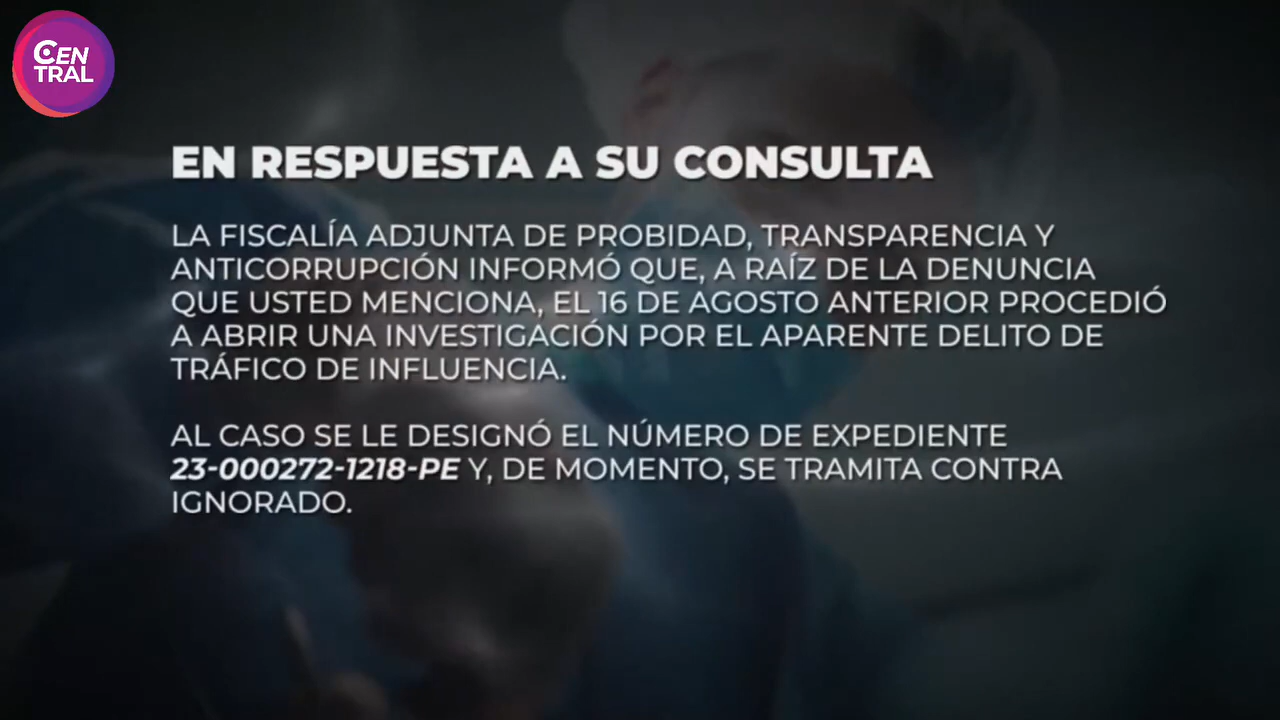 CEN
TRAL
EN RESPUESTA A SU CONSULTA
LA FISCALÍA ADJUNTA DE PROBIDAD, TRANSPARENCIA Y
ANTICORRUPCIÓN INFORMÓ QUE, A RAÍZ DE LA DENUNCIA
QUE USTED MENCIONA, EL 16 DE AGOSTO ANTERIOR PROCEDIÓ
A ABRIR UNA INVESTIGACIÓN POR EL APARENTE DELITO DE
TRÁFICO DE INFLUENCIA.
AL CASO SE LE DESIGNÓ EL NÚMERO DE EXPEDIENTE
23-000272-1218-PE Y, DE MOMENTO, SE TRAMITA CONTRA
IGNORADO.